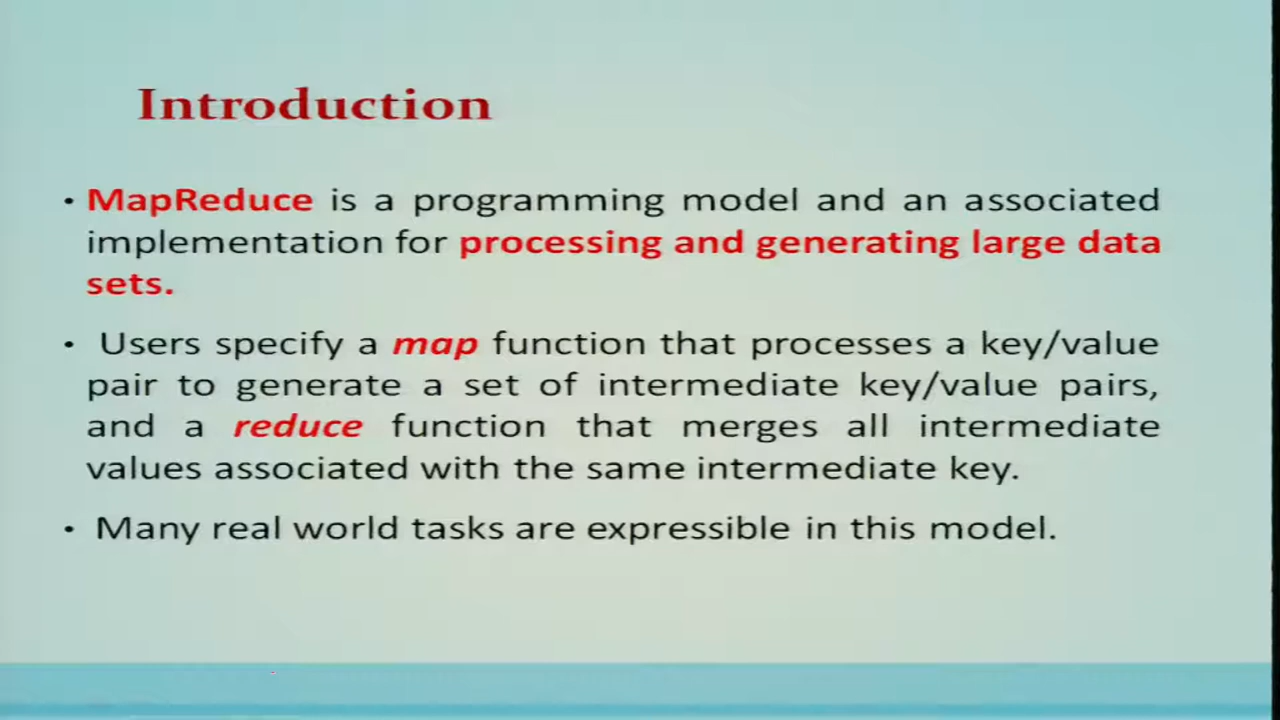 Introduction
• MapReduce is a programming model and an associated
implementation for processing and generating large data
sets.
• Users specify a map function that processes a key/value
pair to generate a set of intermediate key/value pairs,
and a reduce function that merges all intermediate
values associated with the same intermediate key.
• Many real world tasks are expressible in this model.